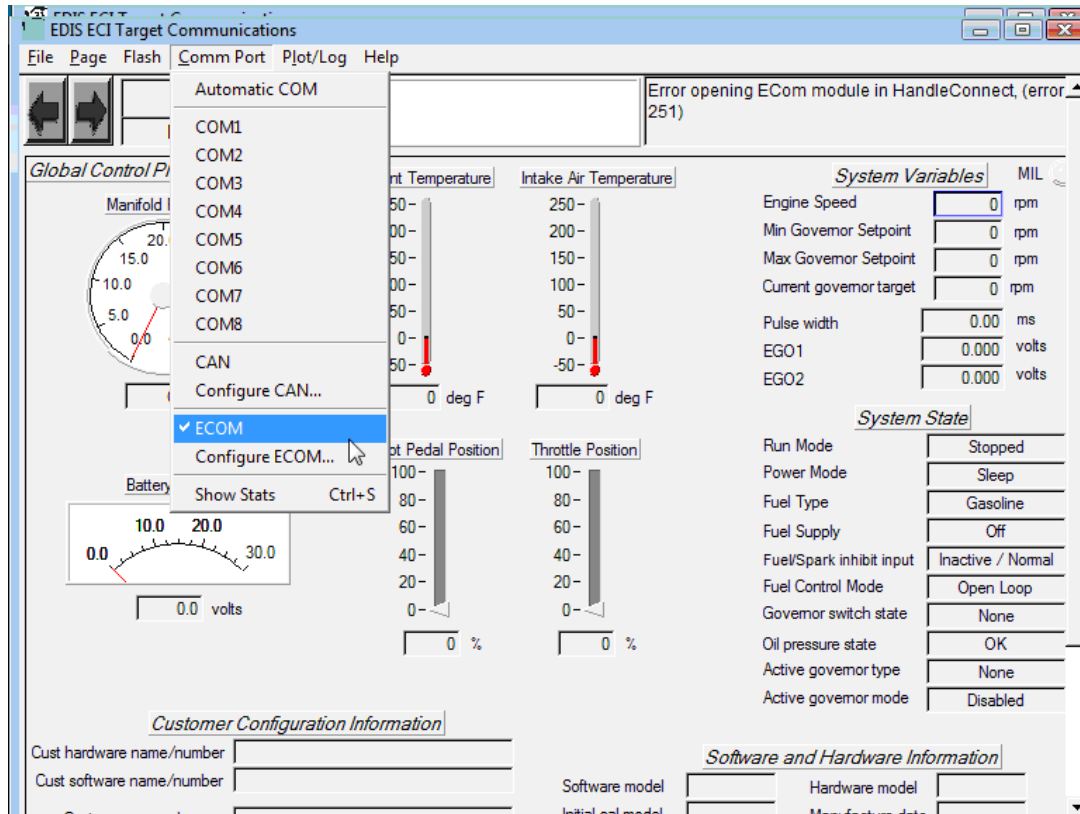 EDIS ECI Target Communications
File Page Flash Comm Port Plot/Log Help
Automatic COM
COM1
COM2
COM3
COM4
COM5
COM6
COM7
COM8
CAN
Configure CAN...
✓ ECOM
Configure ECOM...
Show Stats Ctrl+S
Error opening ECom module in HandleConnect, (error
251)
Global Control
Manifold
20.
15.0
10.0
5.0
0.0
Battery
10.0 20.0
0.0 30.0
0.0 volts
Temperature
50
00
50
00
50
0
50
0 deg F
Intake Air Temperature
250
200
150
100
50
0
-50
0 deg F
Pedal Position
100
80
60
40
20
0
0 %
Throttle Position
100
80
60
40
20
0
0 %
System Variables MIL
Engine Speed 0 rpm
Min Governor Setpoint 0 rpm
Max Governor Setpoint 0 rpm
Current governor target 0 rpm
Pulse width 0.00 ms
EGO1 0.000 volts
EGO2 0.000 volts
System State
Run Mode Stopped
Power Mode Sleep
Fuel Type Gasoline
Fuel Supply Off
Fuel/Spark inhibit input Inactive / Normal
Fuel Control Mode Open Loop
Governor switch state None
Oil pressure state OK
Active governor type None
Active governor mode Disabled
Customer Configuration Information
Cust hardware name/number
Cust software name/number
Software and Hardware Information
Software model Hardware model